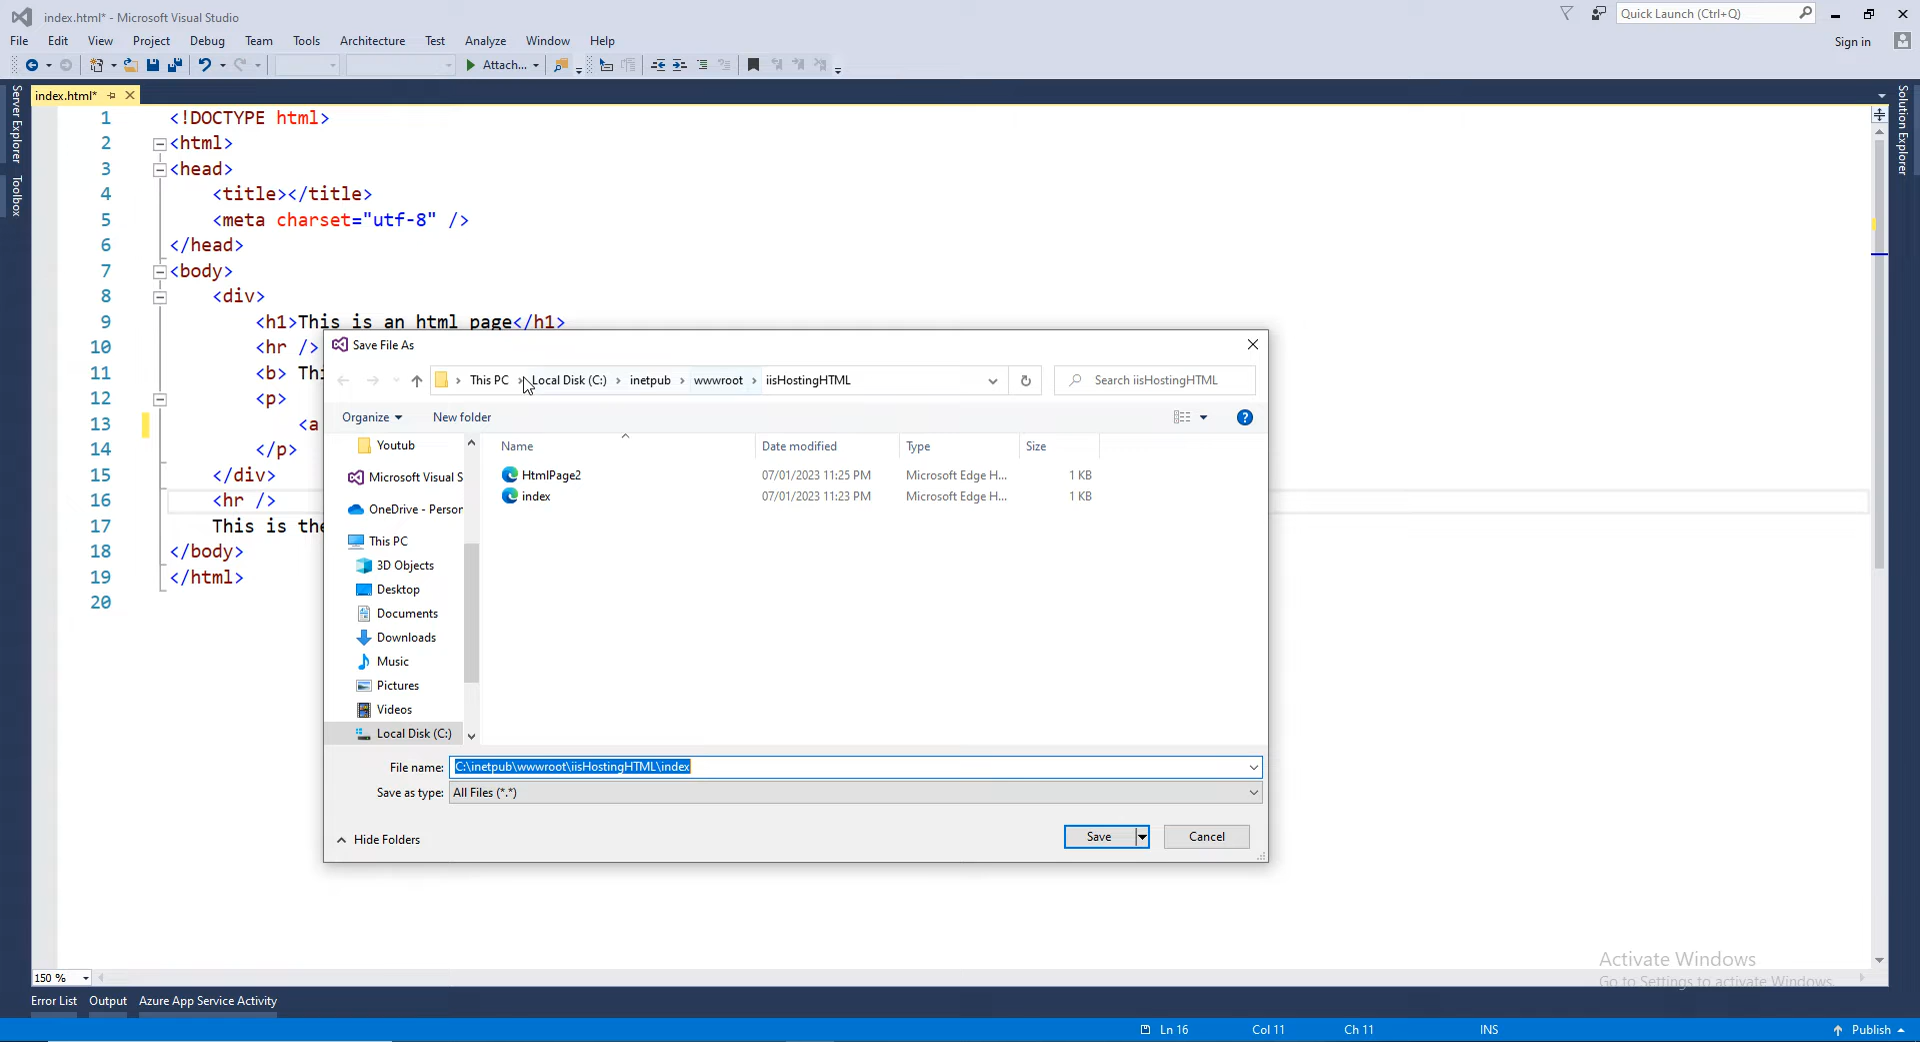 index.html* - Microsoft Visual Studio
Quick Launch (Ctrl+Q)
File Edit View Project Debug Team Tools Architecture Test Analyze Window Help
Sign in
Attach...
index.html*
Server Explorer
Toolbox
Solution Explorer
1 <!DOCTYPE html>
2 <html>
3 <head>
4 <title></title>
5 <meta charset="utf-8" />
6 </head>
7 <body>
8 <div>
9 <h1>This is an html page</h1>
10 <hr />
11 <b> Thi
12 <p>
13 <a
14 </p>
15 </div>
16 <hr />
17 This is the
18 </body>
19 </html>
20
Save File As
This PC Local Disk (C:) inetpub wwwroot iisHostingHTML
Search iisHostingHTML
Organize New folder
Name Date modified Type Size
HtmlPage2 07/01/2023 11:25 PM Microsoft Edge H... 1 KB
index 07/01/2023 11:23 PM Microsoft Edge H... 1 KB
Youtub
Microsoft Visual S
OneDrive - Person
This PC
3D Objects
Desktop
Documents
Downloads
Music
Pictures
Videos
Local Disk (C:)
File name: C:\inetpub\wwwroot\iisHostingHTML\index
Save as type: All Files (*.*)
Hide Folders
Save Cancel
Activate Windows
Go to Settings to activate Windows.
150 %
Error List Output Azure App Service Activity
Ln 16 Col 11 Ch 11 INS Publish